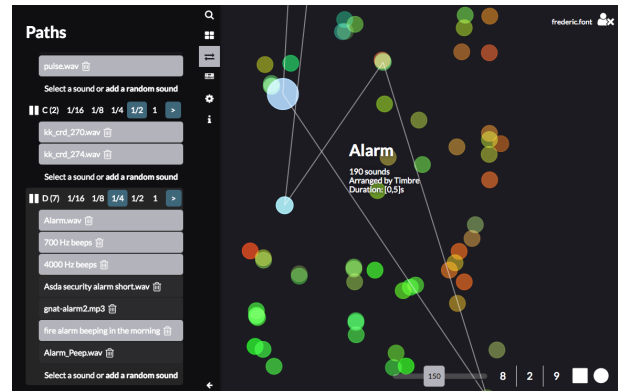 Paths
pulse.wav
Select a sound or add a random sound
C (2) 1/16 1/8 1/4 1/2 1 >
kk_crd_270.wav
kk_crd_274.wav
Select a sound or add a random sound
D (7) 1/16 1/8 1/4 1/2 1 >
Alarm.wav
700 Hz beeps
4000 Hz beeps
Asda security alarm short.wav
gnat-alarm2.mp3
fire alarm beeping in the morning
Alarm_Peep.wav
Select a sound or add a random sound
frederic.font
Alarm
190 sounds
Arranged by Timbre
Duration: [0,5]s
150 8 2 9